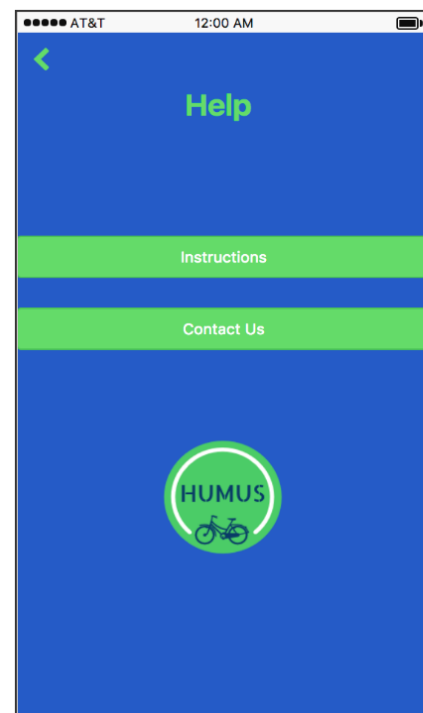 AT&T 12:00 AM
Help
Instructions
Contact Us
HUMUS